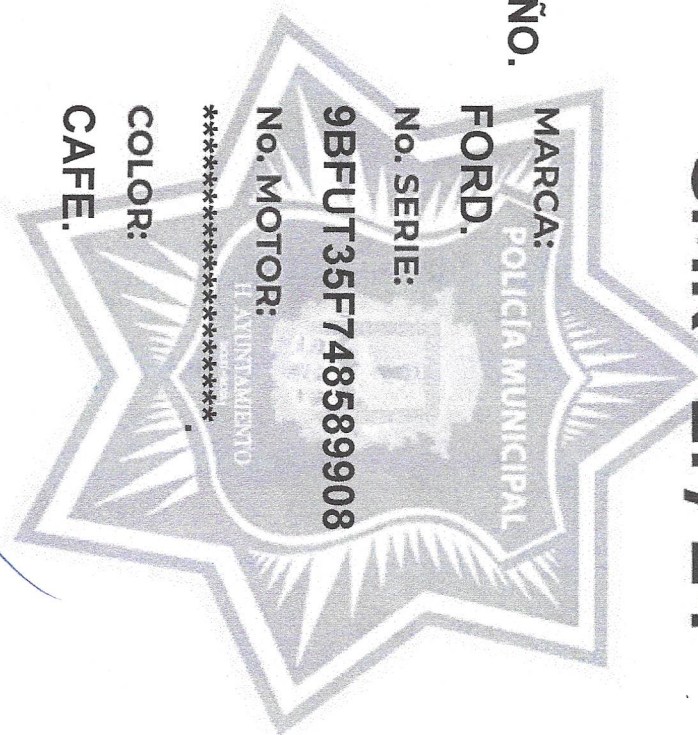 ÑO.
MARCA:
FORD.
No. SERIE:
9BFUT35F748589908
No. MOTOR:
********************.
COLOR:
CAFE.
POLICÍA MUNICIPAL
H. AYUNTAMIENTO